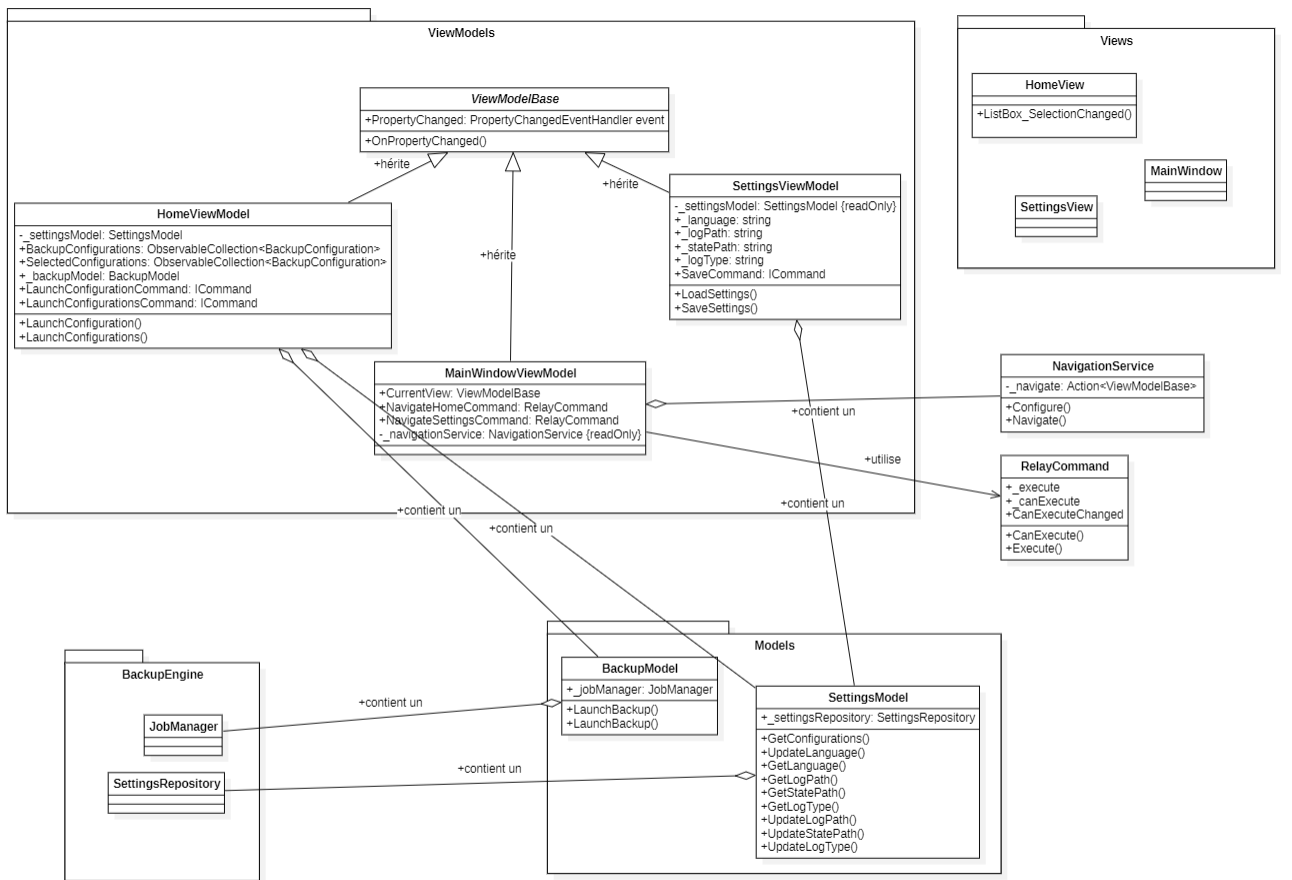 ViewModels
ViewModelBase
+PropertyChanged: PropertyChangedEventHandler event
+OnPropertyChanged()
+hérite
+hérite
+hérite
HomeViewModel
-_settingsModel: SettingsModel
+BackupConfigurations: ObservableCollection<BackupConfiguration>
+SelectedConfigurations: ObservableCollection<BackupConfiguration>
+_backupModel: BackupModel
+LaunchConfigurationCommand: ICommand
+LaunchConfigurationsCommand: ICommand
+LaunchConfiguration()
+LaunchConfigurations()
SettingsViewModel
-_settingsModel: SettingsModel {readOnly}
+_language: string
+_logPath: string
+_statePath: string
+_logType: string
+SaveCommand: ICommand
+LoadSettings()
+SaveSettings()
MainWindowViewModel
+CurrentView: ViewModelBase
+NavigateHomeCommand: RelayCommand
+NavigateSettingsCommand: RelayCommand
-_navigationService: NavigationService {readOnly}
Views
HomeView
+ListBox_SelectionChanged()
MainWindow
SettingsView
NavigationService
-_navigate: Action<ViewModelBase>
+Configure()
+Navigate()
+contient un
+utilise
RelayCommand
+_execute
+_canExecute
+CanExecuteChanged
+CanExecute()
+Execute()
+contient un
+contient un
+contient un
BackupEngine
JobManager
SettingsRepository
+contient un
+contient un
Models
BackupModel
+_jobManager: JobManager
+LaunchBackup()
+LaunchBackup()
SettingsModel
+_settingsRepository: SettingsRepository
+GetConfigurations()
+UpdateLanguage()
+GetLanguage()
+GetLogPath()
+GetStatePath()
+GetLogType()
+UpdateLogPath()
+UpdateStatePath()
+UpdateLogType()